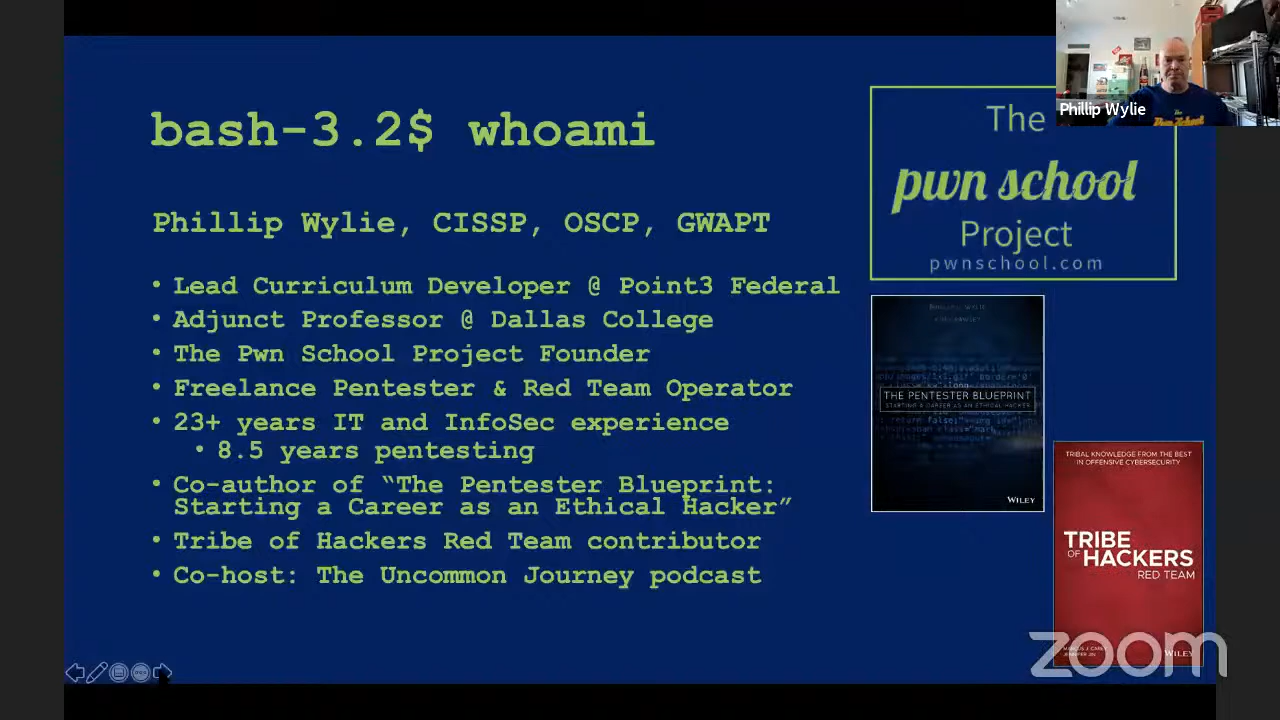 bash-3.2$ whoami
Phillip Wylie, CISSP, OSCP, GWAPT
• Lead Curriculum Developer @ Point3 Federal
• Adjunct Professor @ Dallas College
• The Pwn School Project Founder
• Freelance Pentester & Red Team Operator
• 23+ years IT and InfoSec experience
• 8.5 years pentesting
• Co-author of “The Pentester Blueprint:
Starting a Career as an Ethical Hacker”
• Tribe of Hackers Red Team contributor
• Co-host: The Uncommon Journey podcast
The
pwn school
Project
pwnschool.com
Phillip Wylie
THE PENTESTER BLUEPRINT
STARTING A CAREER AS AN ETHICAL HACKER
WILEY
TRIBAL KNOWLEDGE FROM THE BEST
IN OFFENSIVE CYBERSECURITY
TRIBE
OF HACKERS
RED TEAM
MARCUS J. CAREY
JENNIFER JIN
WILEY
zoom